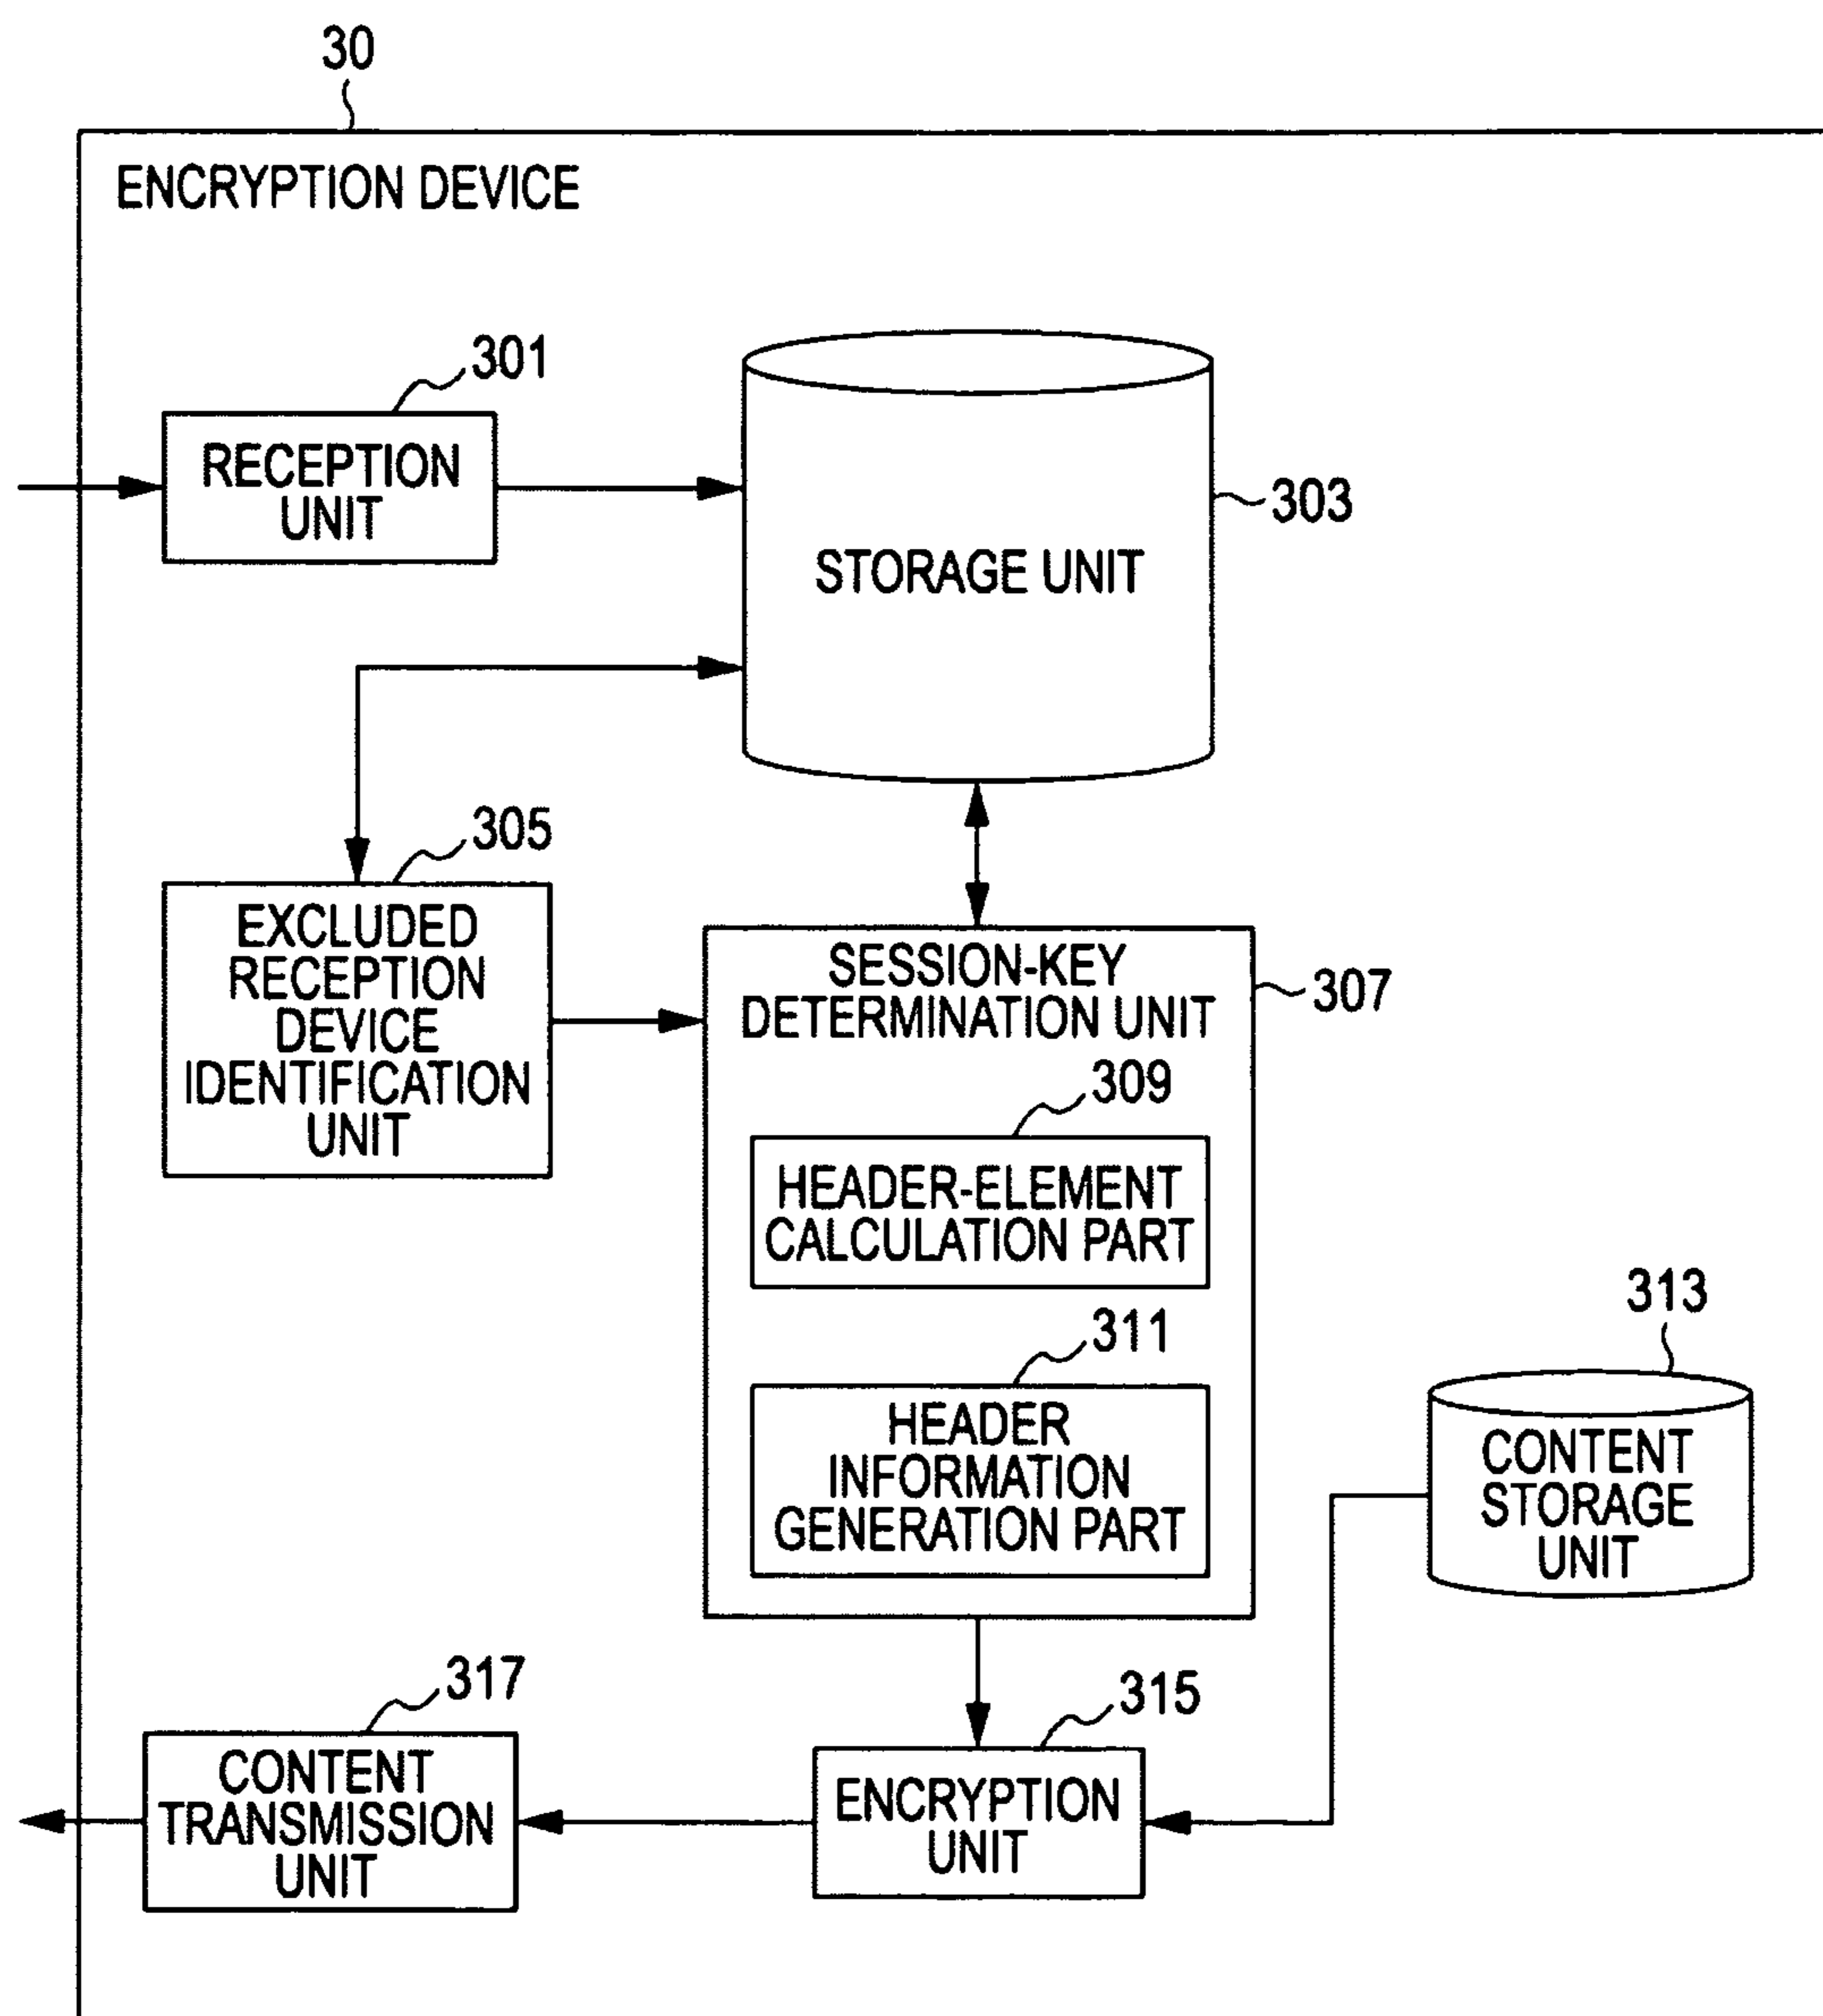 30
ENCRYPTION DEVICE
301
RECEPTION
UNIT
303
STORAGE UNIT
305
EXCLUDED
RECEPTION
DEVICE
IDENTIFICATION
UNIT
SESSION-KEY
DETERMINATION UNIT
307
309
HEADER-ELEMENT
CALCULATION PART
311
HEADER
INFORMATION
GENERATION PART
313
CONTENT
STORAGE
UNIT
317
CONTENT
TRANSMISSION
UNIT
315
ENCRYPTION
UNIT